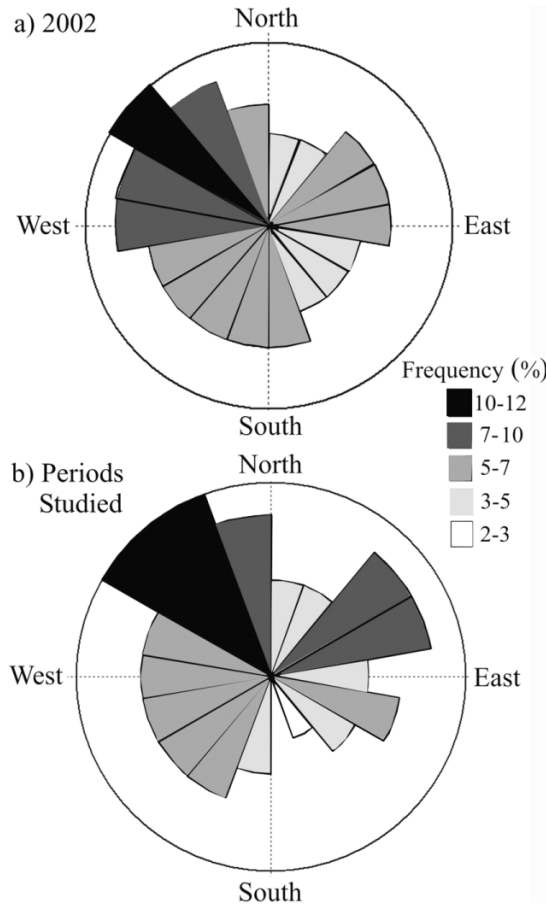 a) 2002
North
West
East
South
Frequency (%)
10-12
7-10
5-7
3-5
2-3
b) Periods
Studied
North
West
East
South